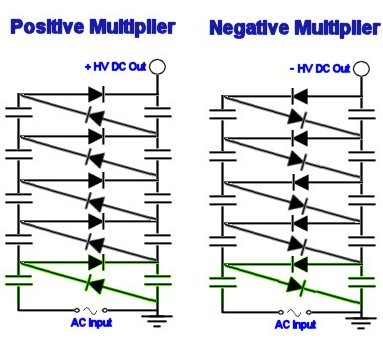 Positive Multiplier
Negative Multiplier
+ HV DC Out
- HV DC Out
AC Input
AC Input